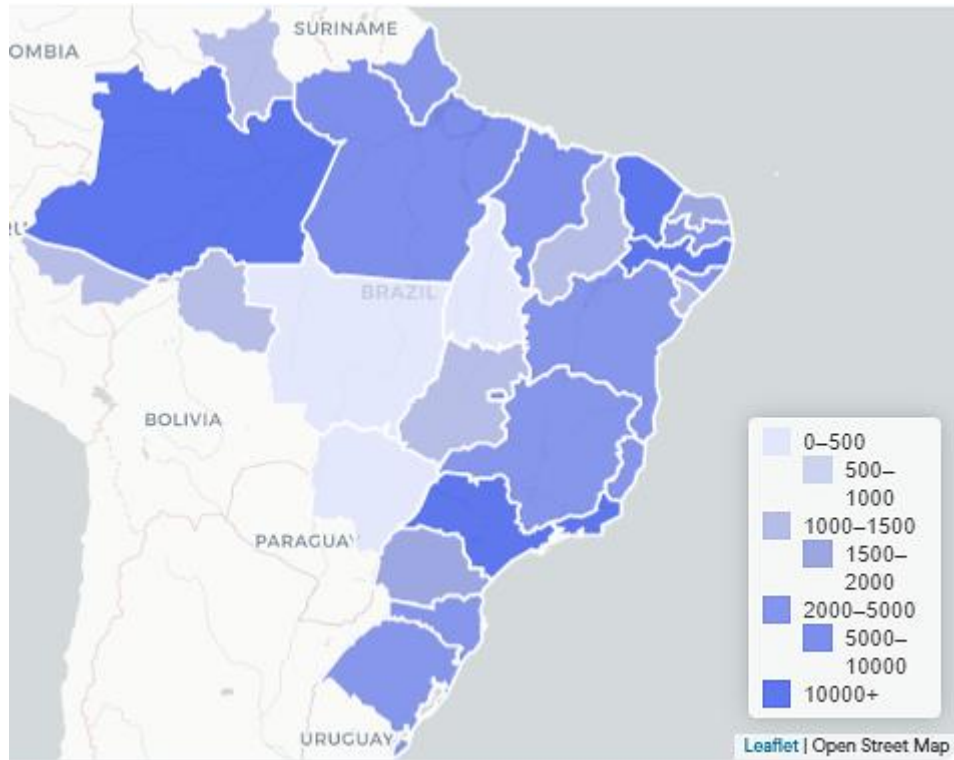 SURINAME
OMBIA
BRAZIL
BOLIVIA
PARAGUAY
URUGUAY
0–500
500–
1000
1000–1500
1500–
2000
2000–5000
5000–
10000
10000+
Leaflet | Open Street Map